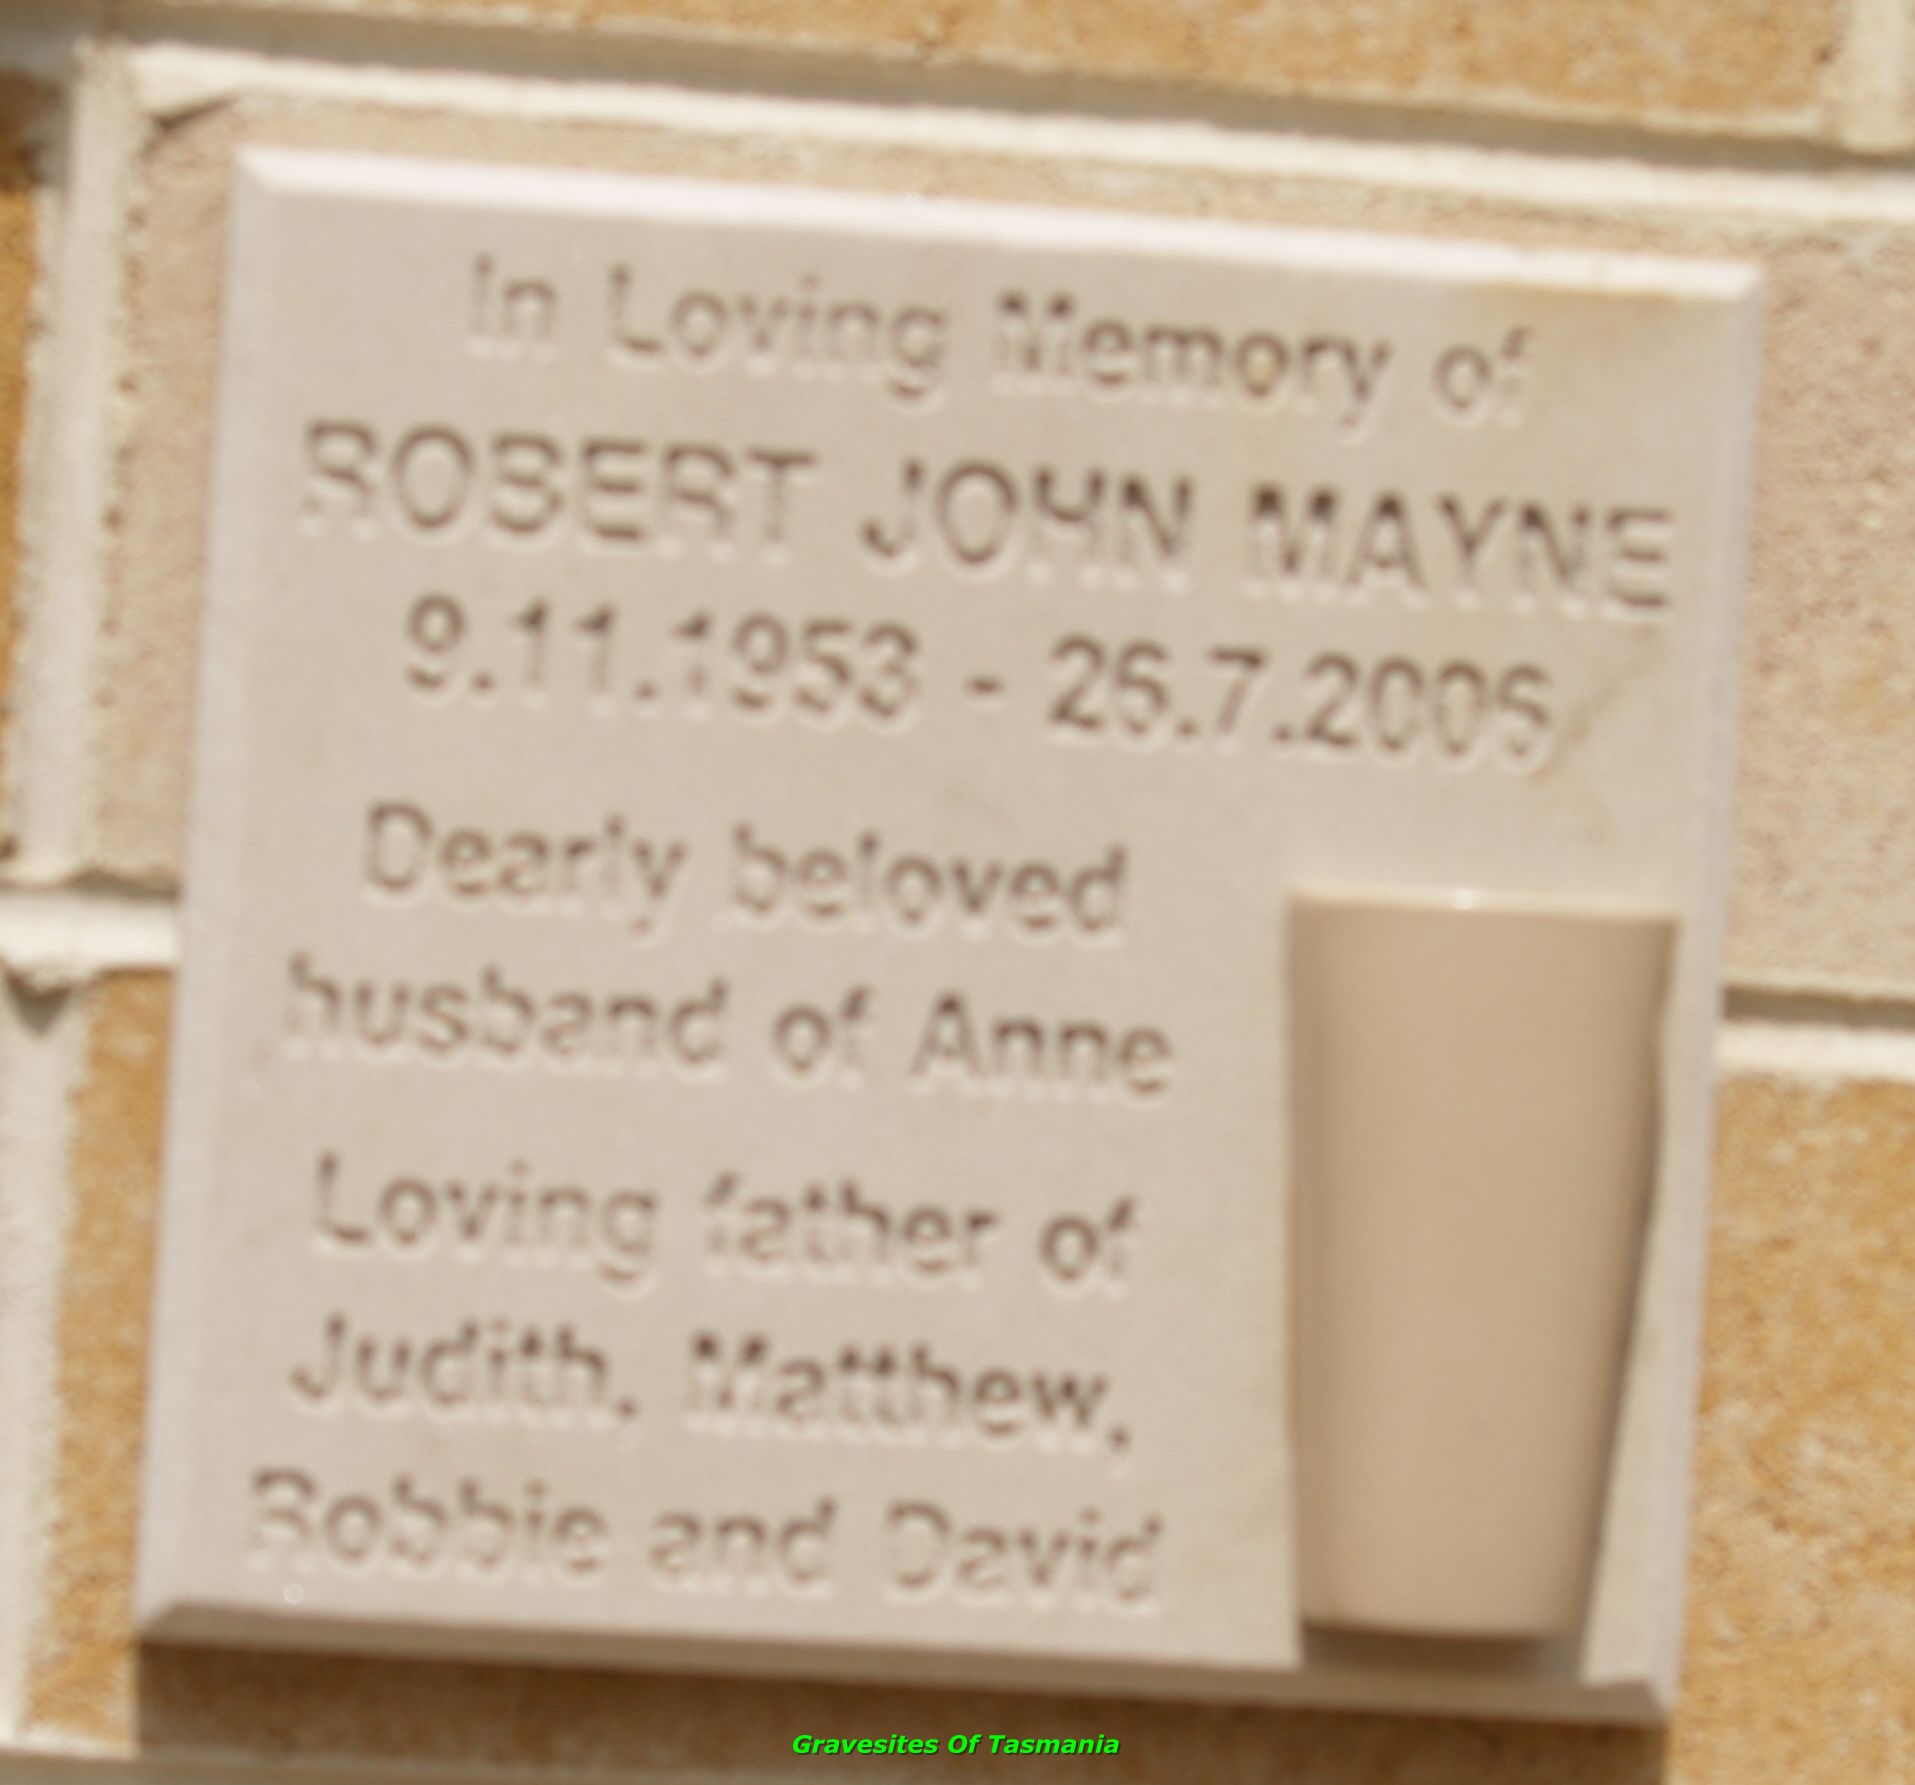 In Loving Memory of
ROBERT JOHN MAYNE
9.11.1953 - 26.7.2006
Dearly beloved
husband of Anne
Loving father of
Judith, Matthew,
Robbie and David
Gravesites Of Tasmania